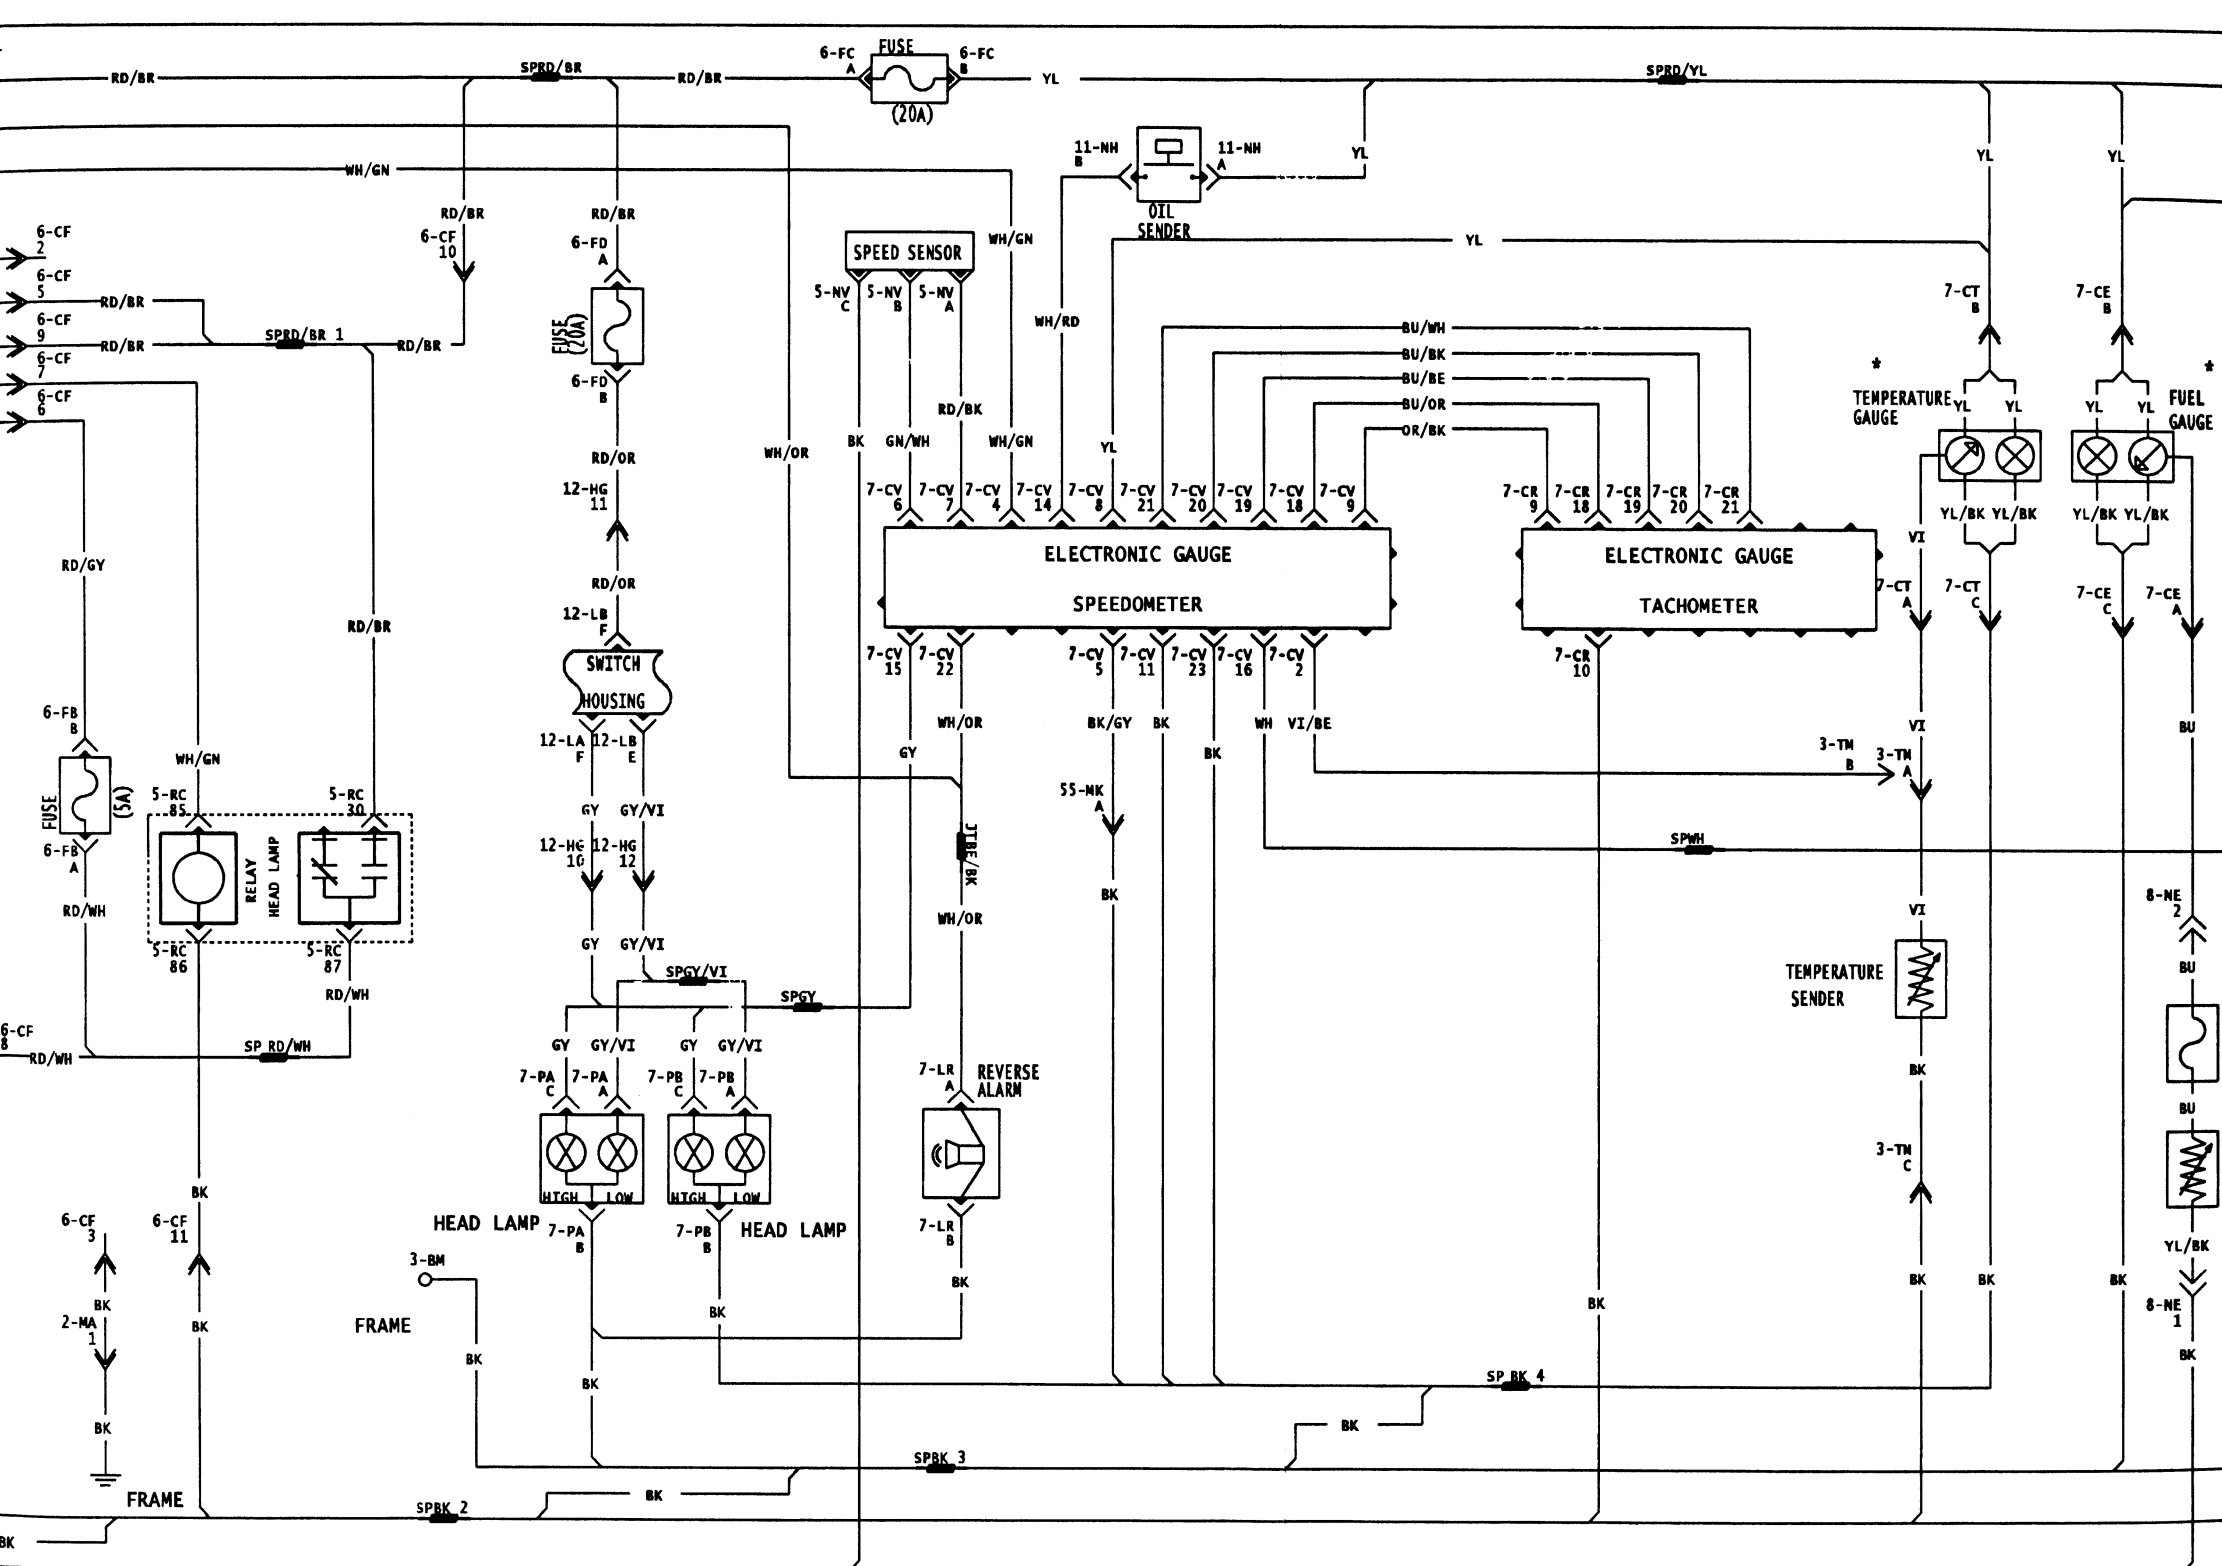 FUSE
6-FC
A
6-FC
B
RD/BR
SPRD/BR
RD/BR
YL
SPRD/YL
(20A)
11-NH
B
11-NH
A
YL
YL
YL
WH/GN
RD/BR
RD/BR
OIL
SENDER
6-CF
2
6-CF
10
6-FD
A
SPEED SENSOR
WH/GN
YL
6-CF
5
5-NV
C
5-NV
B
5-NV
A
7-CT
B
7-CE
B
RD/BR
6-CF
9
RD/BR
SPRD/BR 1
RD/BR
FUSE
(20A)
WH/RD
BU/WH
BU/BK
BU/BE
BU/OR
OR/BK
6-CF
7
6-CF
6
6-FD
B
*
*
TEMPERATURE
GAUGE
YL
YL
YL
YL
FUEL
GAUGE
RD/BK
BK
GN/WH
WH/GN
YL
WH/OR
RD/OR
12-HG
11
7-CV
6
7-CV
7
7-CV
4
7-CV
14
7-CV
8
7-CV
21
7-CV
20
7-CV
19
7-CV
18
7-CV
9
7-CR
9
7-CR
18
7-CR
19
7-CR
20
7-CR
21
YL/BK
YL/BK
YL/BK
YL/BK
VI
RD/GY
ELECTRONIC GAUGE
SPEEDOMETER
ELECTRONIC GAUGE
TACHOMETER
RD/OR
12-LB
F
7-CT
A
7-CT
C
7-CE
C
7-CE
A
RD/BR
SWITCH
HOUSING
7-CV
15
7-CV
22
7-CV
5
7-CV
11
7-CV
23
7-CV
16
7-CV
2
7-CR
10
6-FB
B
WH/OR
BK/GY
BK
WH
VI/BE
VI
BU
12-LA
F
12-LB
E
GY
BK
WH/GN
3-TM
B
3-TM
A
5-RC
85
5-RC
30
FUSE
(5A)
55-MK
A
GY
GY/VI
6-FB
A
RELAY
HEAD LAMP
12-HG
10
12-HG
12
JTBE/BK
SPWH
RD/WH
BK
8-NE
2
WH/OR
VI
GY
GY/VI
5-RC
86
5-RC
87
SPGY/VI
BU
TEMPERATURE
SENDER
RD/WH
SPGY
6-CF
8
RD/WH
SP RD/WH
GY
GY/VI
GY
GY/VI
7-PA
C
7-PA
A
7-PB
C
7-PB
A
7-LR
A
REVERSE
ALARM
BK
BU
3-TM
C
BK
HIGH
LOW
HIGH
LOW
HEAD LAMP
HEAD LAMP
7-PA
B
7-PB
B
7-LR
B
6-CF
3
6-CF
11
YL/BK
3-BM
BK
BK
BK
BK
BK
BK
BK
BK
2-MA
1
FRAME
BK
8-NE
1
BK
BK
BK
SP BK 4
BK
BK
SPBK 3
FRAME
BK
SPBK 2
BK